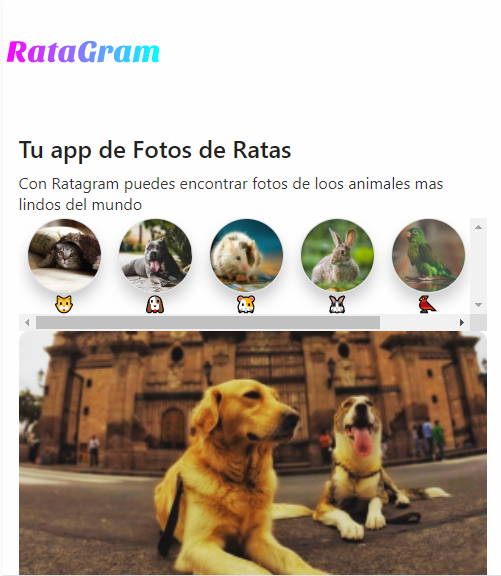 RataGram
Tu app de Fotos de Ratas
Con Ratagram puedes encontrar fotos de loos animales mas
lindos del mundo